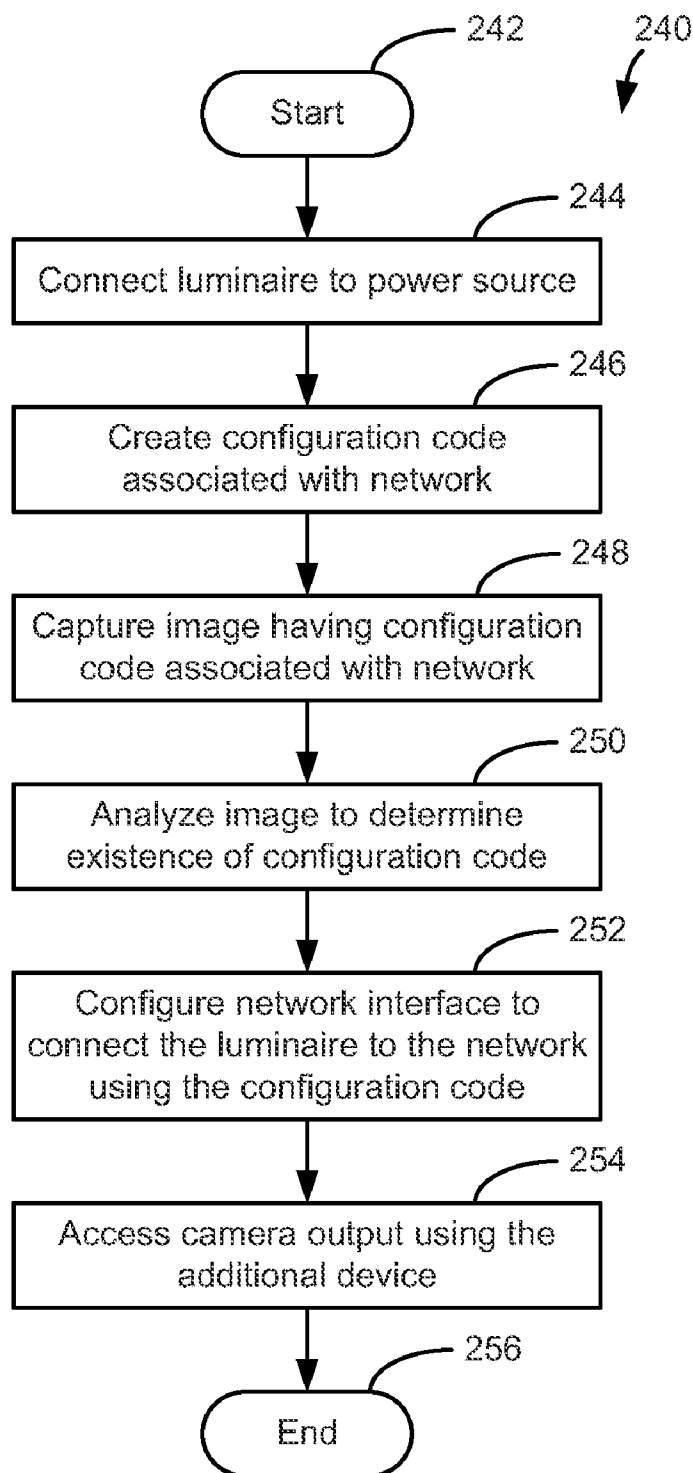 242
240
Start
244
Connect luminaire to power source
246
Create configuration code
associated with network
248
Capture image having configuration
code associated with network
250
Analyze image to determine
existence of configuration code
252
Configure network interface to
connect the luminaire to the network
using the configuration code
254
Access camera output using the
additional device
256
End